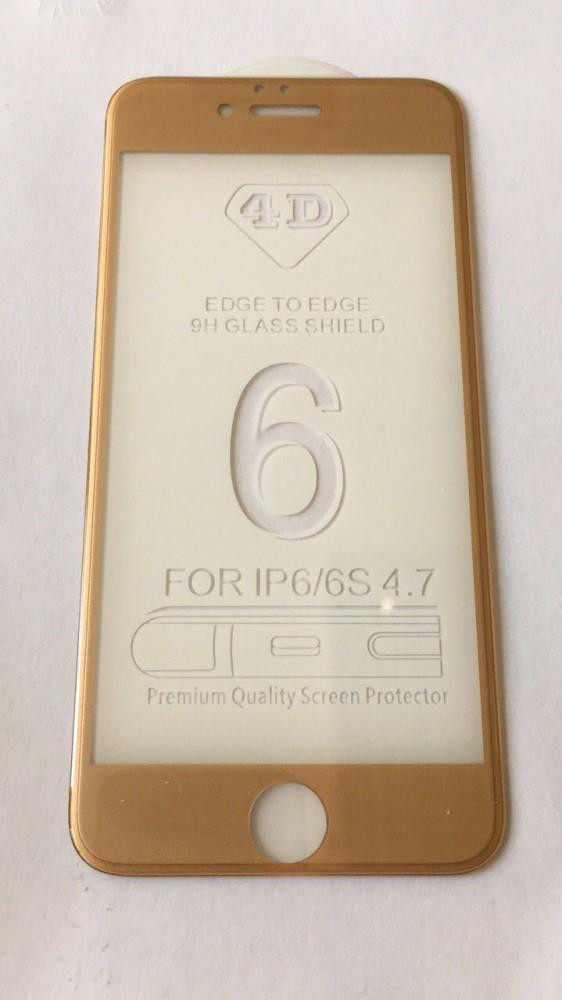 4D
EDGE TO EDGE
9H GLASS SHIELD
6
FOR IP6/6S 4.7
Premium Quality Screen Protector